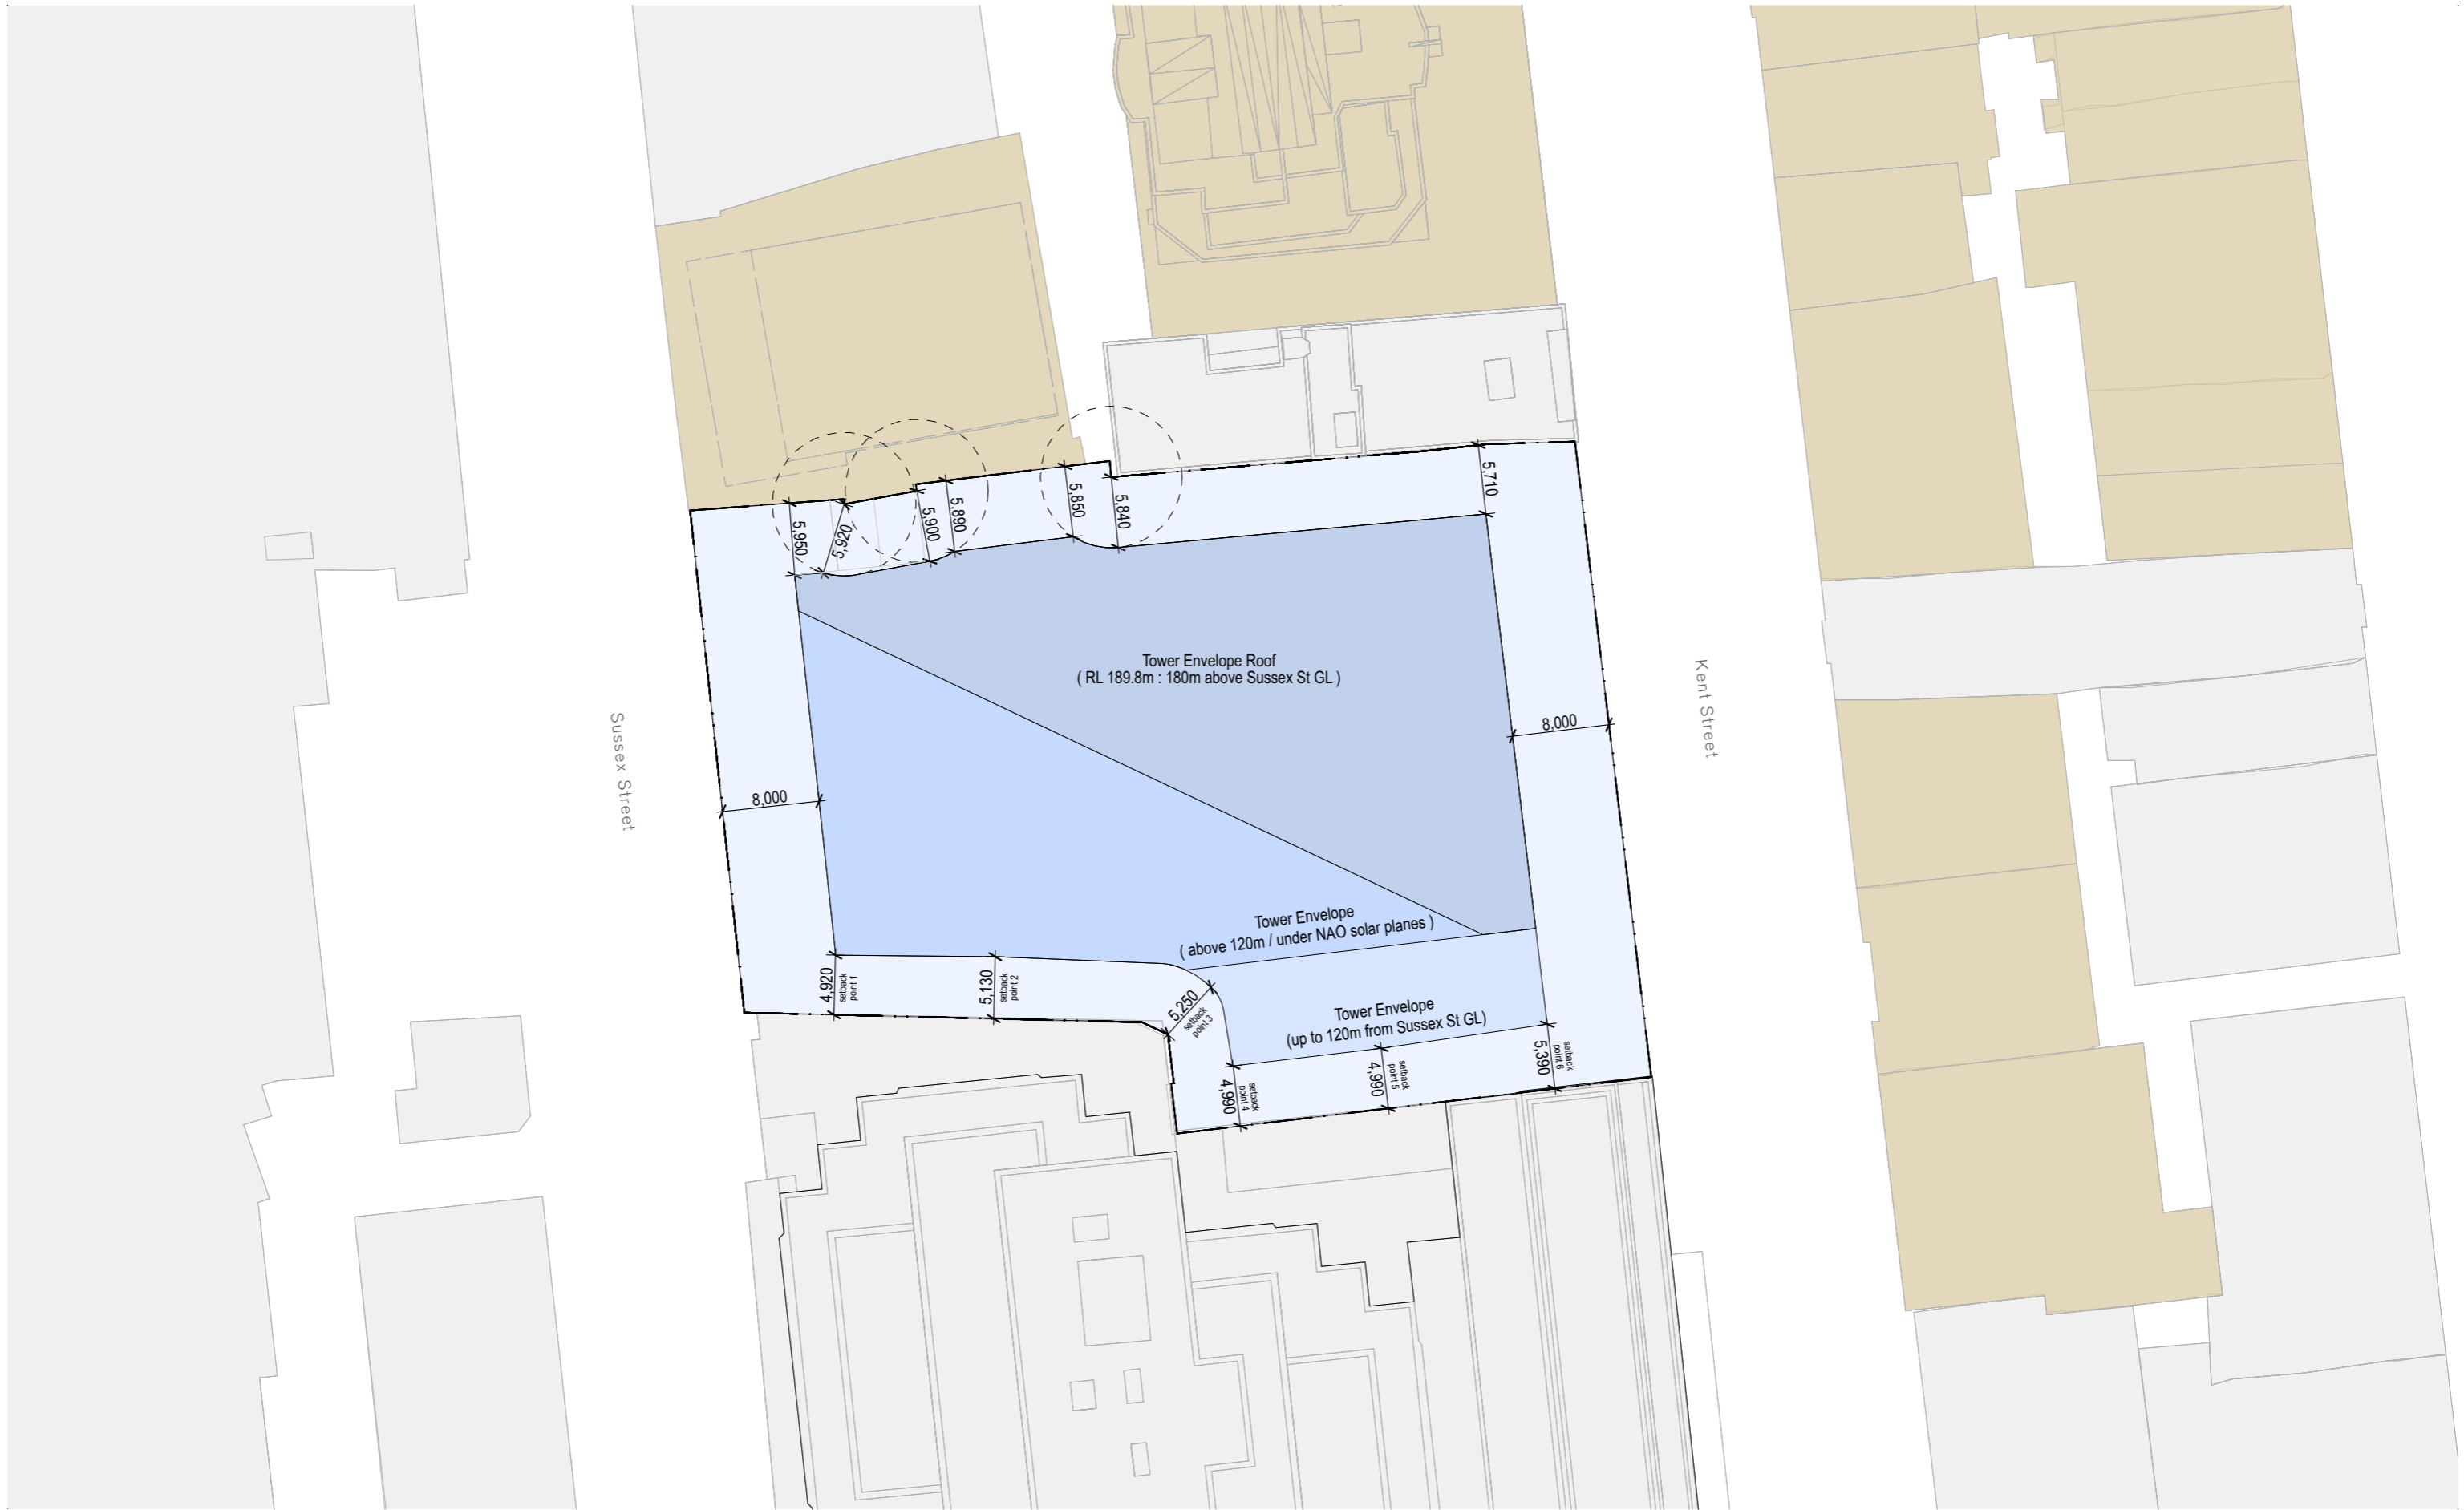 5,710
5,850
5,840
5,890
5,900
5,920
5,950
Tower Envelope Roof
( RL 189.8m : 180m above Sussex St GL )
Kent Street
Sussex Street
8,000
8,000
Tower Envelope
( above 120m / under NAO solar planes )
4,920
setback
point 1
5,130
setback
point 2
5,250
setback
point 3
Tower Envelope
(up to 120m from Sussex St GL)
4,990
setback
point 4
4,990
setback
point 5
5,390
setback
point 6